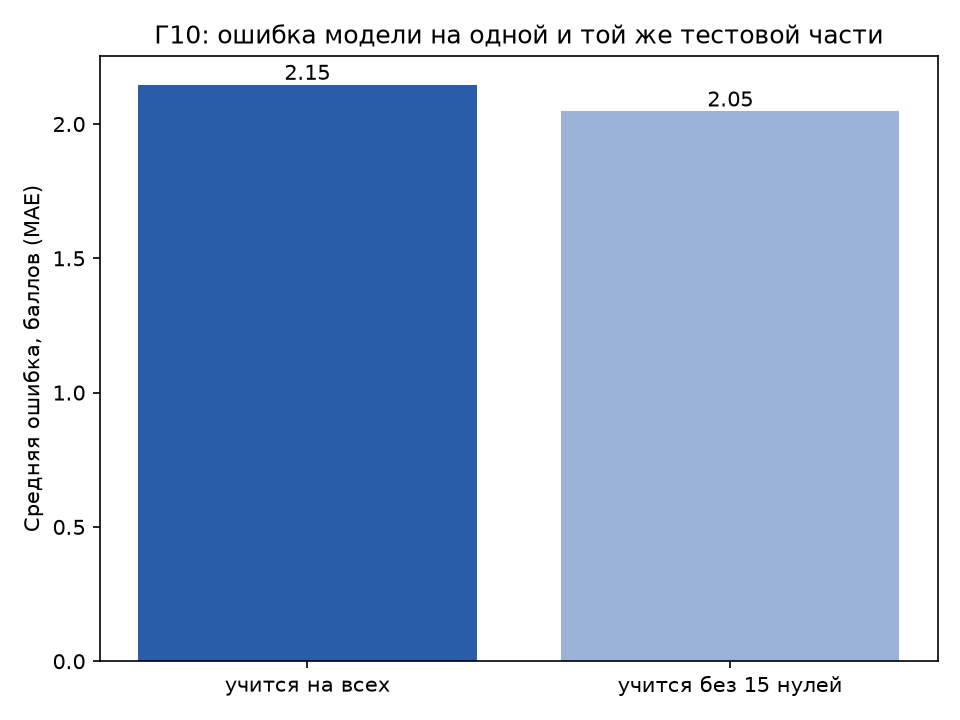 Г10: ошибка модели на одной и той же тестовой части
Средняя ошибка, баллов (MAE)
2.0
1.5
1.0
0.5
0.0
2.15
2.05
учится на всех
учится без 15 нулей